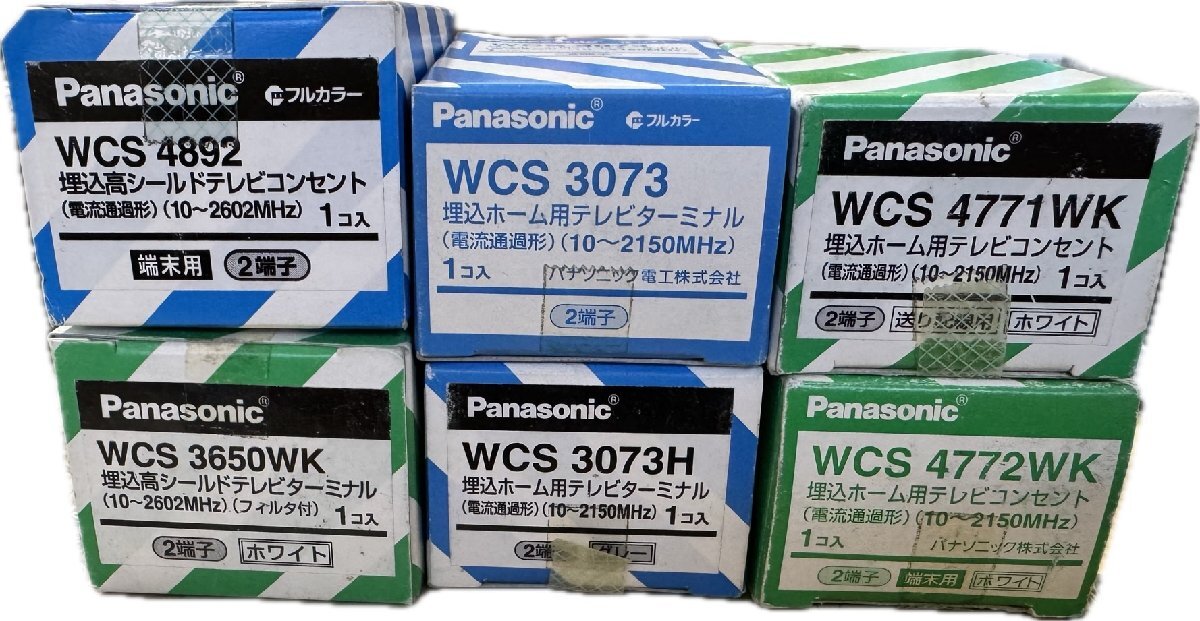 Panasonic® フルカラー
WCS 4892
埋込高シールドテレビコンセント
(電流通過形)(10〜2602MHz) 1コ入
端末用 2端子
Panasonic® フルカラー
WCS 3073
埋込ホーム用テレビターミナル
(電流通過形)(10〜2150MHz)
1コ入 パナソニック電工株式会社
2端子
Panasonic®
WCS 4771WK
埋込ホーム用テレビコンセント
(電流通過形)(10〜2150MHz) 1コ入
2端子 送り配線用 ホワイト
Panasonic®
WCS 3650WK
埋込高シールドテレビターミナル
(10〜2602MHz)(フィルタ付) 1コ入
2端子 ホワイト
Panasonic®
WCS 3073H
埋込ホーム用テレビターミナル
(電流通過形)(10〜2150MHz) 1コ入
2端子 グレー
Panasonic®
WCS 4772WK
埋込ホーム用テレビコンセント
(電流通過形)(10〜2150MHz)
1コ入 パナソニック株式会社
2端子 端末用 ホワイト